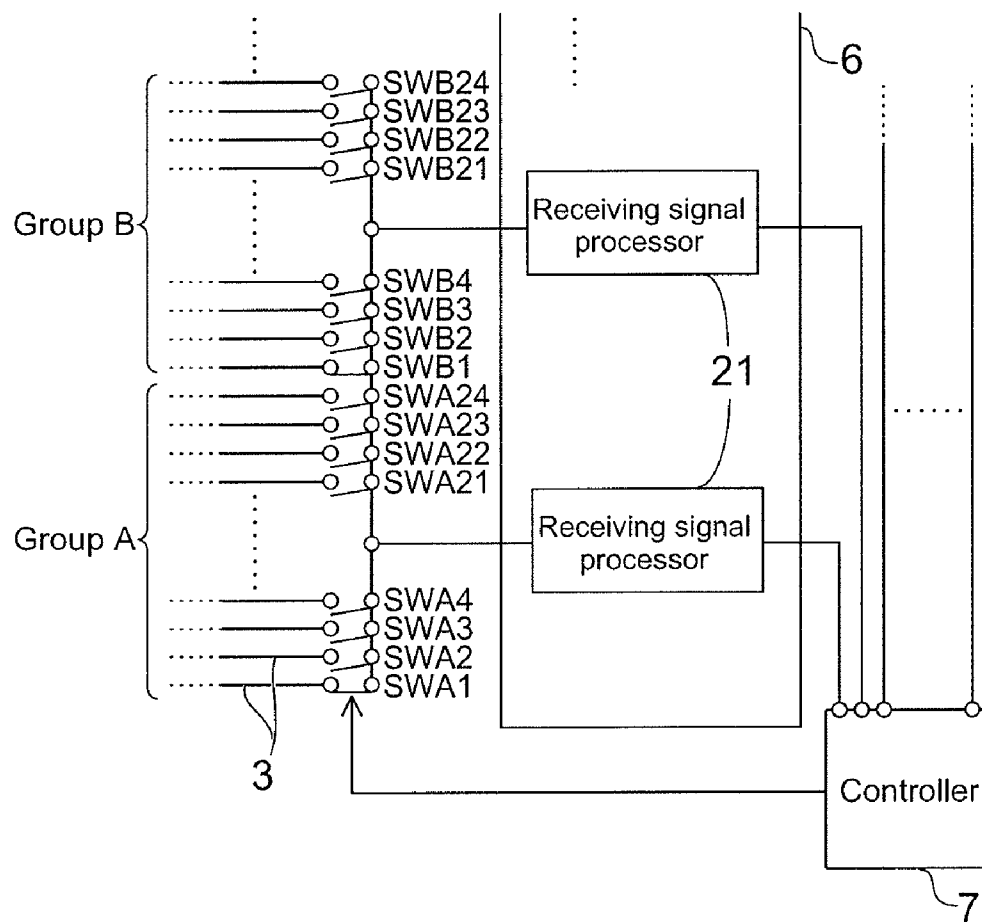 6
SWB24
SWB23
SWB22
SWB21
Group B
Receiving signal
processor
SWB4
SWB3
SWB2
SWB1
21
SWA24
SWA23
SWA22
SWA21
Group A
Receiving signal
processor
SWA4
SWA3
SWA2
SWA1
3
Controller
7